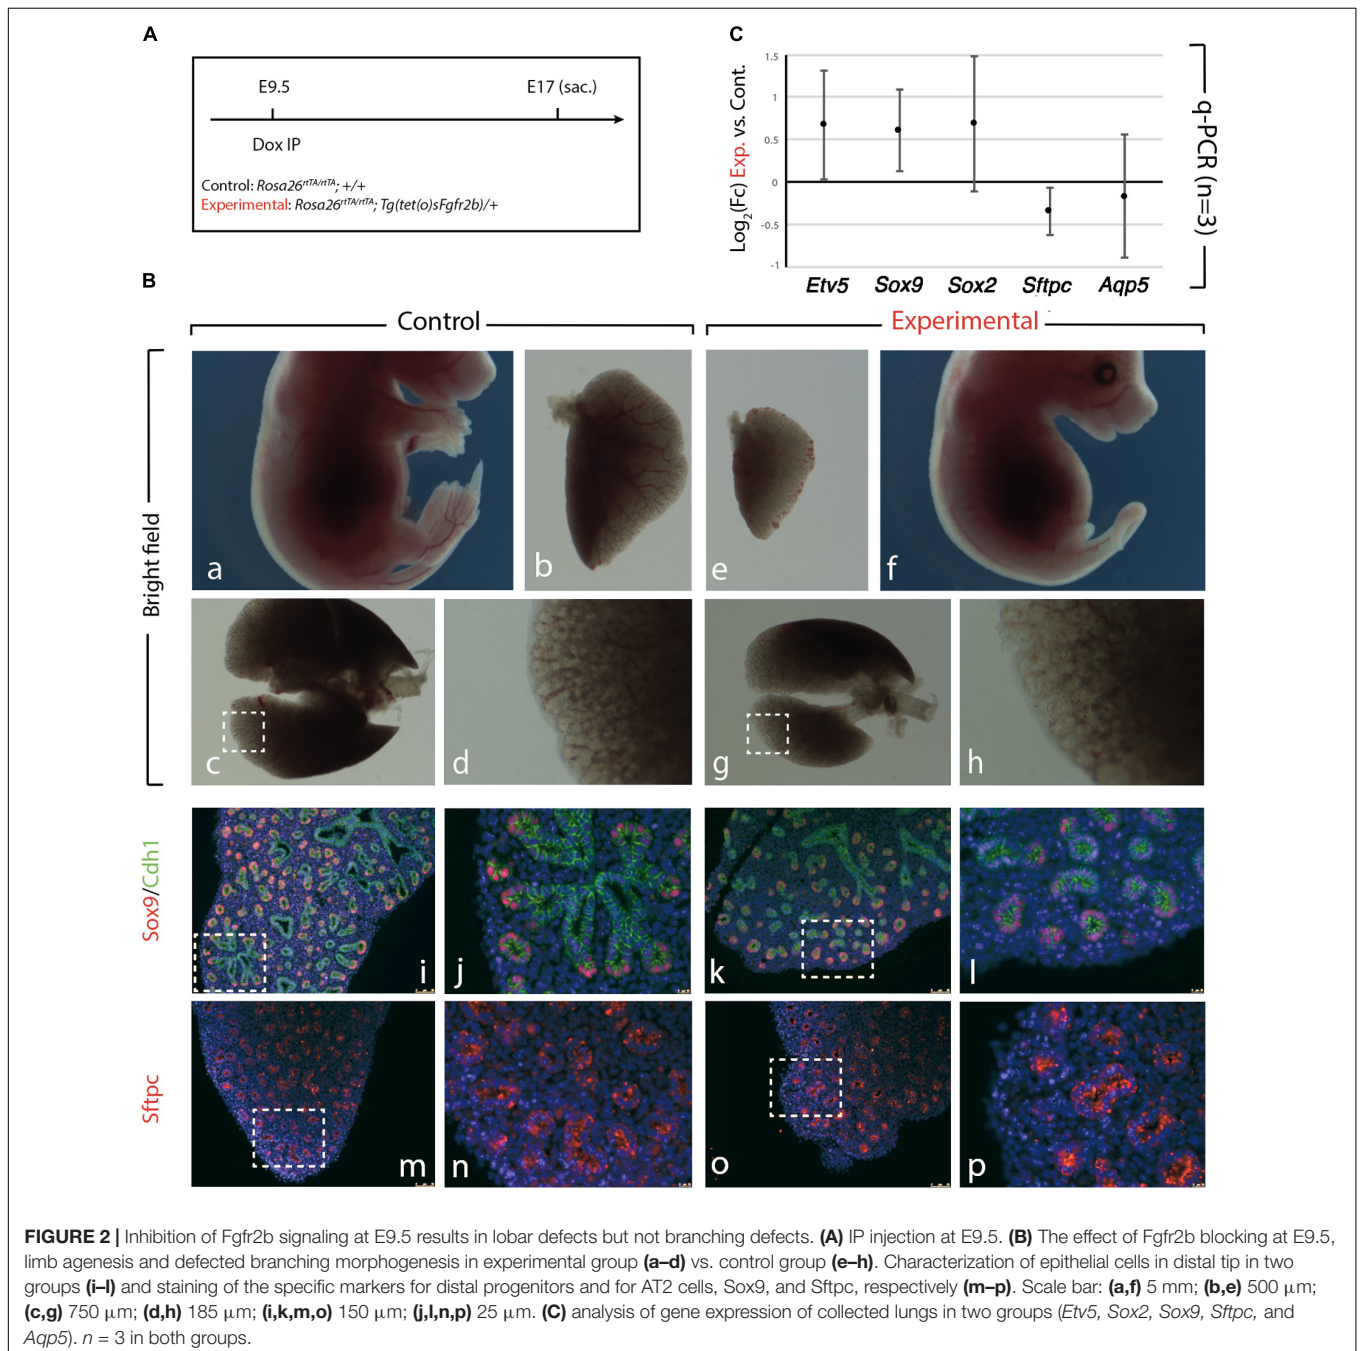 A
E9.5
E17 (sac.)
Dox IP
Control: Rosa26rtTA/rtTA; +/+
Experimental: Rosa26rtTA/rtTA; Tg(tet(o)sFgfr2b)/+
C
Log2(Fc) Exp. vs. Cont.
1.5
1
0.5
0
-0.5
-1
Etv5 Sox9 Sox2 Sftpc Aqp5
q-PCR (n=3)
B
Control
Experimental
Bright field
a
b
e
f
c
d
g
h
Sox9/Cdh1
i
j
k
l
Sftpc
m
n
o
p
FIGURE 2 | Inhibition of Fgfr2b signaling at E9.5 results in lobar defects but not branching defects. (A) IP injection at E9.5. (B) The effect of Fgfr2b blocking at E9.5,
limb agenesis and defected branching morphogenesis in experimental group (a–d) vs. control group (e–h). Characterization of epithelial cells in distal tip in two
groups (i–l) and staining of the specific markers for distal progenitors and for AT2 cells, Sox9, and Sftpc, respectively (m–p). Scale bar: (a,f) 5 mm; (b,e) 500 μm;
(c,g) 750 μm; (d,h) 185 μm; (i,k,m,o) 150 μm; (j,l,n,p) 25 μm. (C) analysis of gene expression of collected lungs in two groups (Etv5, Sox2, Sox9, Sftpc, and
Aqp5). n = 3 in both groups.